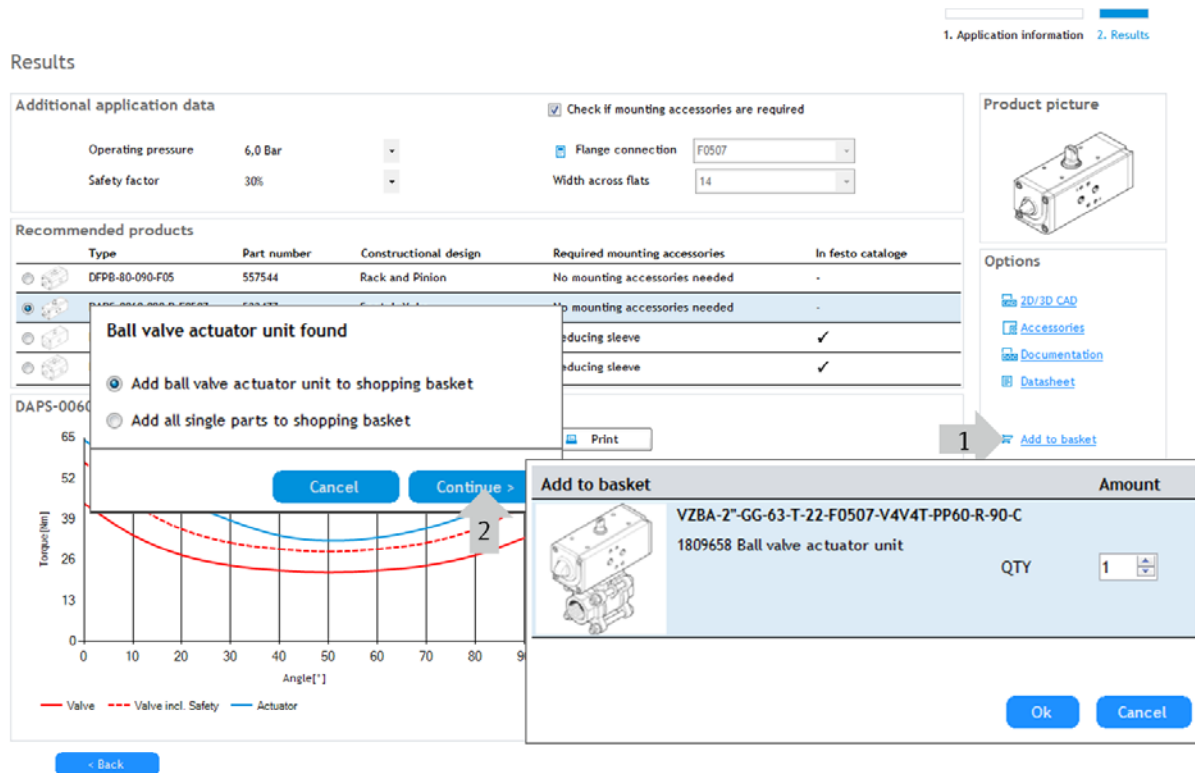 1. Application information 2. Results
Results
Additional application data
Check if mounting accessories are required
Operating pressure 6,0 Bar
Flange connection F0507
Safety factor 30%
Width across flats 14
Product picture
Recommended products
Type Part number Constructional design Required mounting accessories In festo cataloge
DFPB-80-090-F05 557544 Rack and Pinion No mounting accessories needed -
mounting accessories needed -
sleeve ✓
sleeve ✓
Options
2D/3D CAD
Accessories
Documentation
Datasheet
1 Add to basket
Ball valve actuator unit found
Add ball valve actuator unit to shopping basket
Add all single parts to shopping basket
Cancel Continue >
2
DAPS-0060
Print
65
52
39
26
13
0
Torque[Nm]
0 10 20 30 40 50 60 70 80
Angle[°]
Valve Valve incl. Safety Actuator
Add to basket Amount
VZBA-2"-GG-63-T-22-F0507-V4V4T-PP60-R-90-C
1809658 Ball valve actuator unit
QTY 1
Ok Cancel
< Back